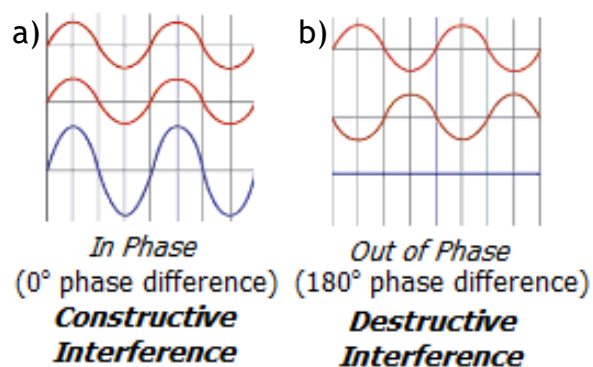 a)
In Phase
(0° phase difference)
Constructive
Interference
b)
Out of Phase
(180° phase difference)
Destructive
Interference